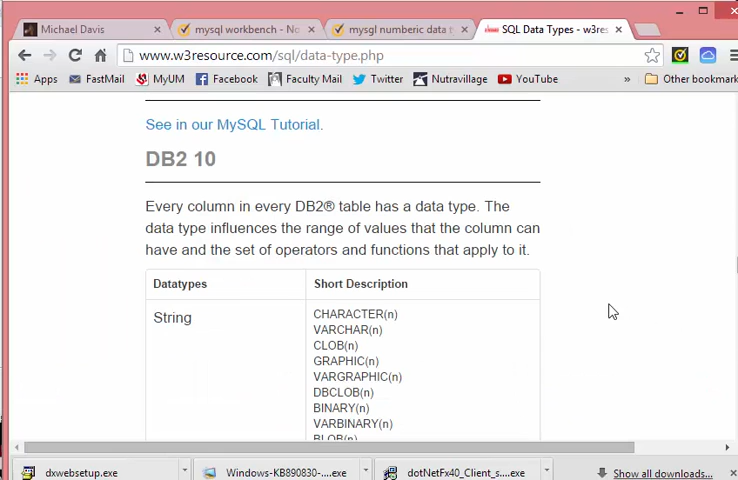 Michael Davis
mysql workbench - No
mysgl numberic data ty
SQL Data Types - w3res
www.w3resource.com/sql/data-type.php
Apps FastMail MyUM Facebook Faculty Mail Twitter Nutravillage YouTube » Other bookmark
See in our MySQL Tutorial.
DB2 10
Every column in every DB2® table has a data type. The
data type influences the range of values that the column can
have and the set of operators and functions that apply to it.
Datatypes Short Description
String CHARACTER(n)
VARCHAR(n)
CLOB(n)
GRAPHIC(n)
VARGRAPHIC(n)
DBCLOB(n)
BINARY(n)
VARBINARY(n)
BLOB(n)
dxwebsetup.exe Windows-KB890830-....exe dotNetFx40_Client_s....exe Show all downloads...